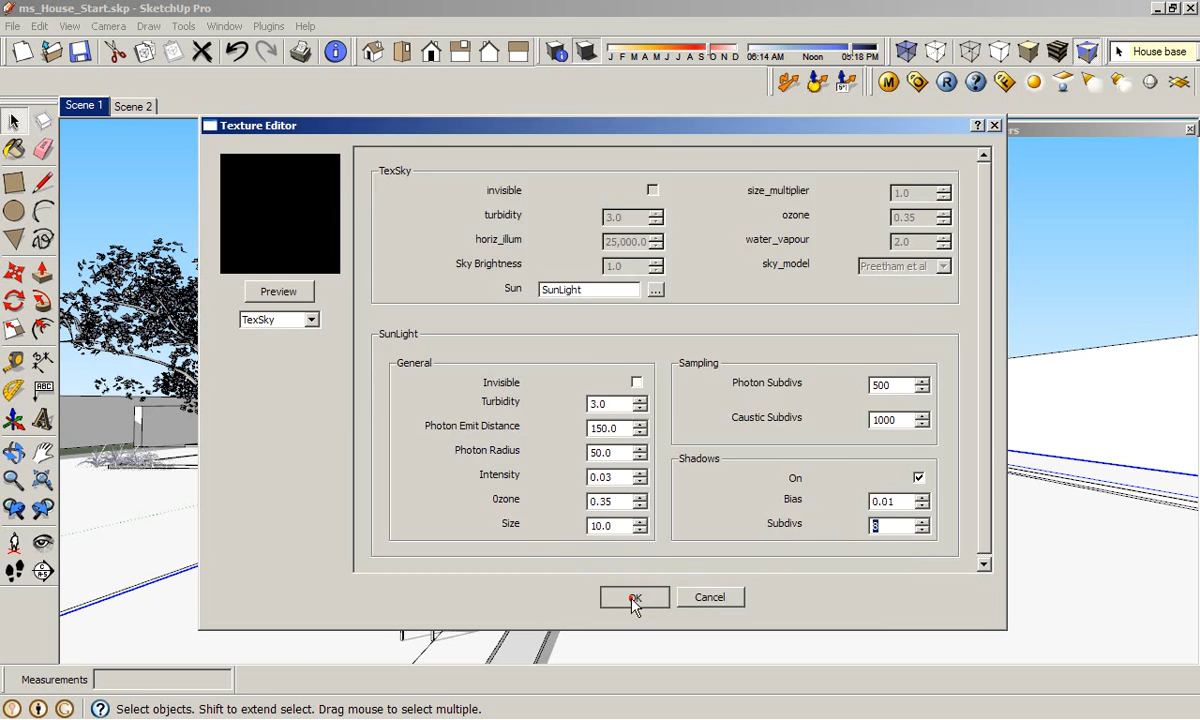 ms_House_Start.skp - SketchUp Pro
File Edit View Camera Draw Tools Window Plugins Help
J F M A M J J A S O N D 06:14 AM Noon 05:18 PM House base
M R ?
Scene 1 Scene 2
Texture Editor
TexSky
invisible size_multiplier 1.0
turbidity 3.0 ozone 0.35
horiz_illum 25,000.0 water_vapour 2.0
Sky Brightness 1.0 sky_model Preetham et al
Sun SunLight ...
Preview
TexSky
SunLight
General Sampling
Invisible Photon Subdivs 500
Turbidity 3.0
Photon Emit Distance 150.0 Caustic Subdivs 1000
Photon Radius 50.0 Shadows
Intensity 0.03 On
Ozone 0.35 Bias 0.01
Size 10.0 Subdivs 8
OK Cancel
ABC
Measurements
Select objects. Shift to extend select. Drag mouse to select multiple.